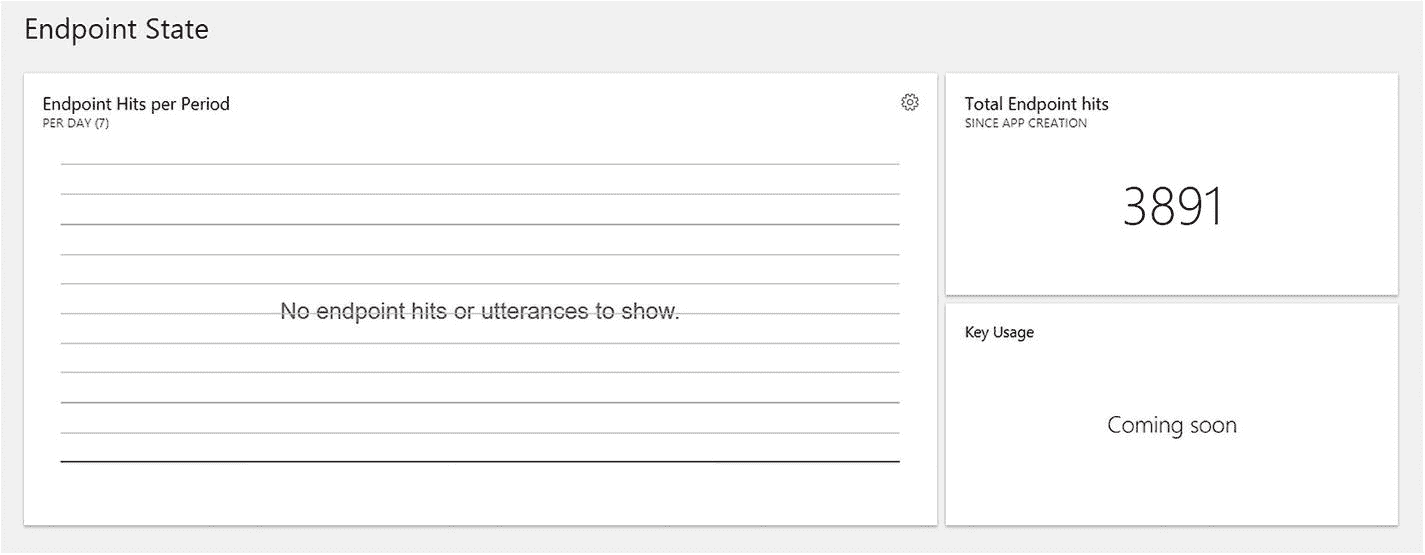 Endpoint State
Endpoint Hits per Period
PER DAY (7)
No endpoint hits or utterances to show.
Total Endpoint hits
SINCE APP CREATION
3891
Key Usage
Coming soon